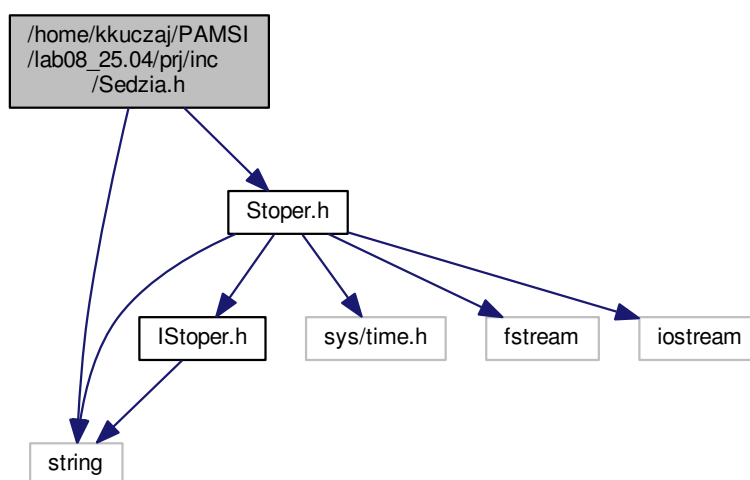 /home/kkuczaj/PAMSI
/lab08_25.04/prj/inc
/Sedzia.h
Stoper.h
IStoper.h
sys/time.h
fstream
iostream
string